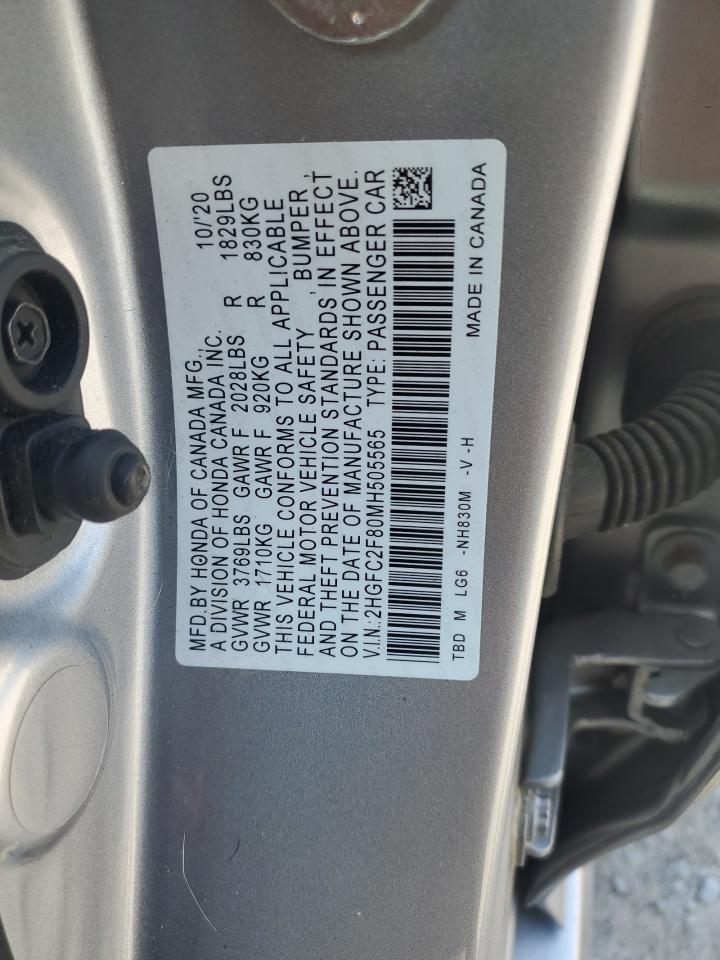 MFD.BY HONDA OF CANADA MFG., 10/'20
A DIVISION OF HONDA CANADA INC.
GVWR 3769LBS GAWR F 2028LBS R 1829LBS
GVWR 1710KG GAWR F 920KG R 830KG
THIS VEHICLE CONFORMS TO ALL APPLICABLE
FEDERAL MOTOR VEHICLE SAFETY , BUMPER ,
AND THEFT PREVENTION STANDARDS IN EFFECT
ON THE DATE OF MANUFACTURE SHOWN ABOVE.
V.I.N.:2HGFC2F80MH505565 TYPE: PASSENGER CAR
TBD M LG6 -NH830M -V -H
MADE IN CANADA